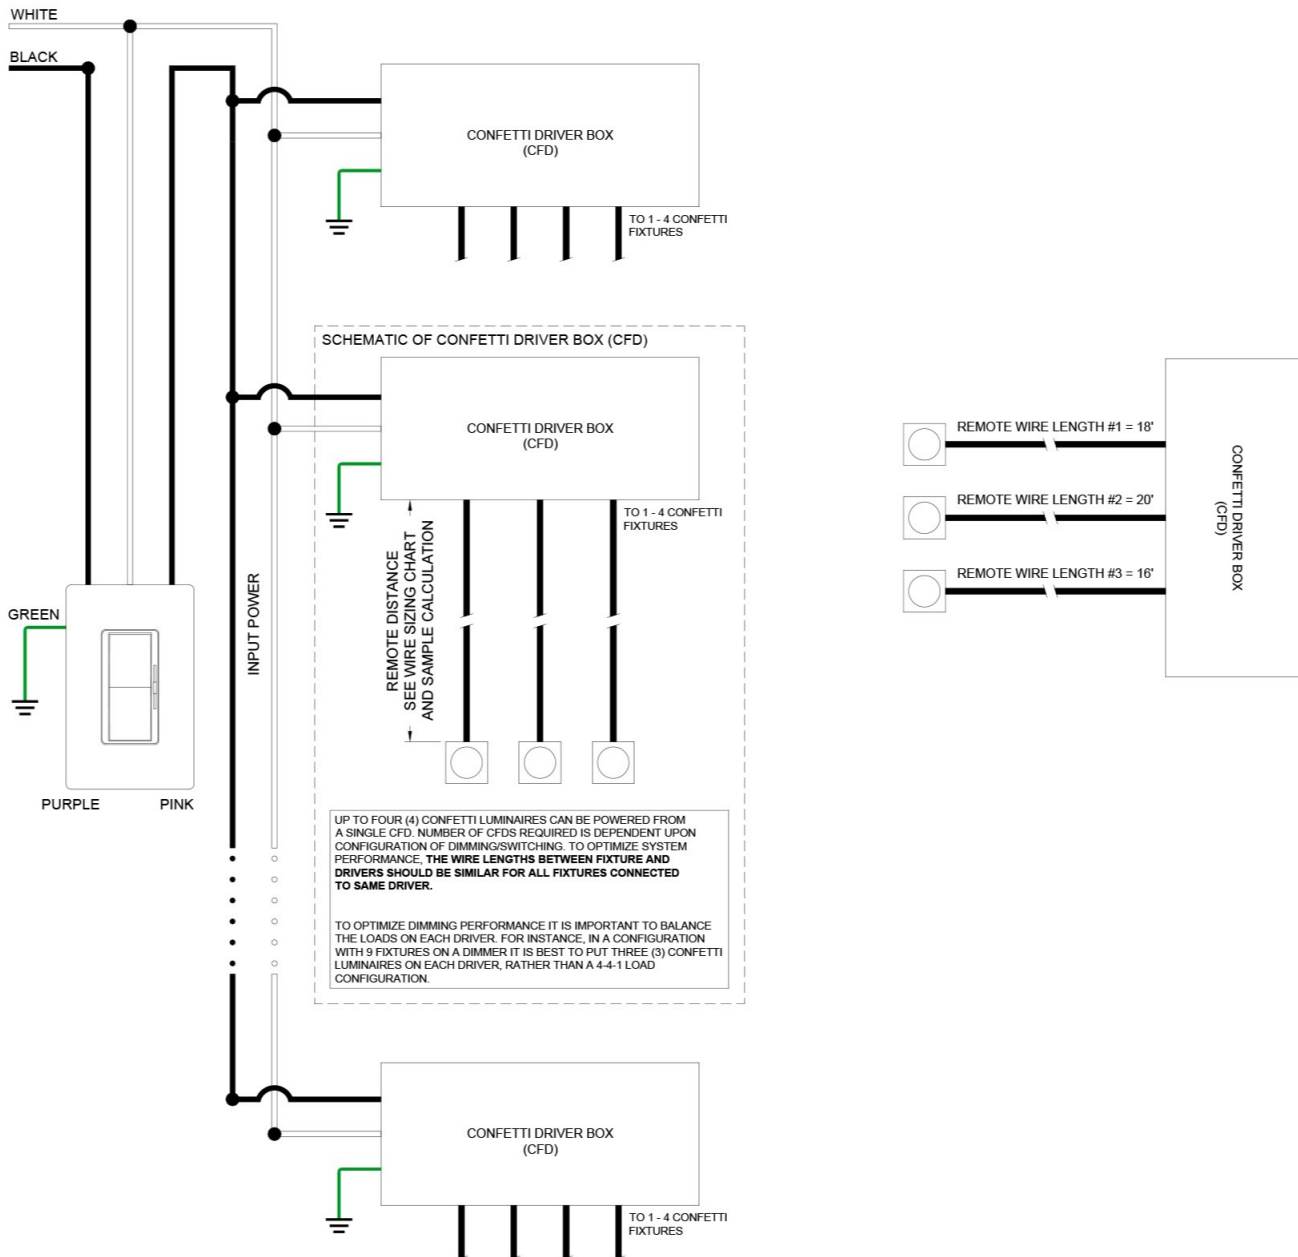 WHITE
BLACK
CONFETTI DRIVER BOX
(CFD)
TO 1 - 4 CONFETTI
FIXTURES
SCHEMATIC OF CONFETTI DRIVER BOX (CFD)
CONFETTI DRIVER BOX
(CFD)
TO 1 - 4 CONFETTI
FIXTURES
REMOTE DISTANCE
SEE WIRE SIZING CHART
AND SAMPLE CALCULATION
INPUT POWER
GREEN
PURPLE
PINK
UP TO FOUR (4) CONFETTI LUMINAIRES CAN BE POWERED FROM
A SINGLE CFD. NUMBER OF CFDS REQUIRED IS DEPENDENT UPON
CONFIGURATION OF DIMMING/SWITCHING. TO OPTIMIZE SYSTEM
PERFORMANCE, THE WIRE LENGTHS BETWEEN FIXTURE AND
DRIVERS SHOULD BE SIMILAR FOR ALL FIXTURES CONNECTED
TO SAME DRIVER.
TO OPTIMIZE DIMMING PERFORMANCE IT IS IMPORTANT TO BALANCE
THE LOADS ON EACH DRIVER. FOR INSTANCE, IN A CONFIGURATION
WITH 9 FIXTURES ON A DIMMER IT IS BEST TO PUT THREE (3) CONFETTI
LUMINAIRES ON EACH DRIVER, RATHER THAN A 4-4-1 LOAD
CONFIGURATION.
CONFETTI DRIVER BOX
(CFD)
TO 1 - 4 CONFETTI
FIXTURES
REMOTE WIRE LENGTH #1 = 18'
REMOTE WIRE LENGTH #2 = 20'
REMOTE WIRE LENGTH #3 = 16'
CONFETTI DRIVER BOX
(CFD)